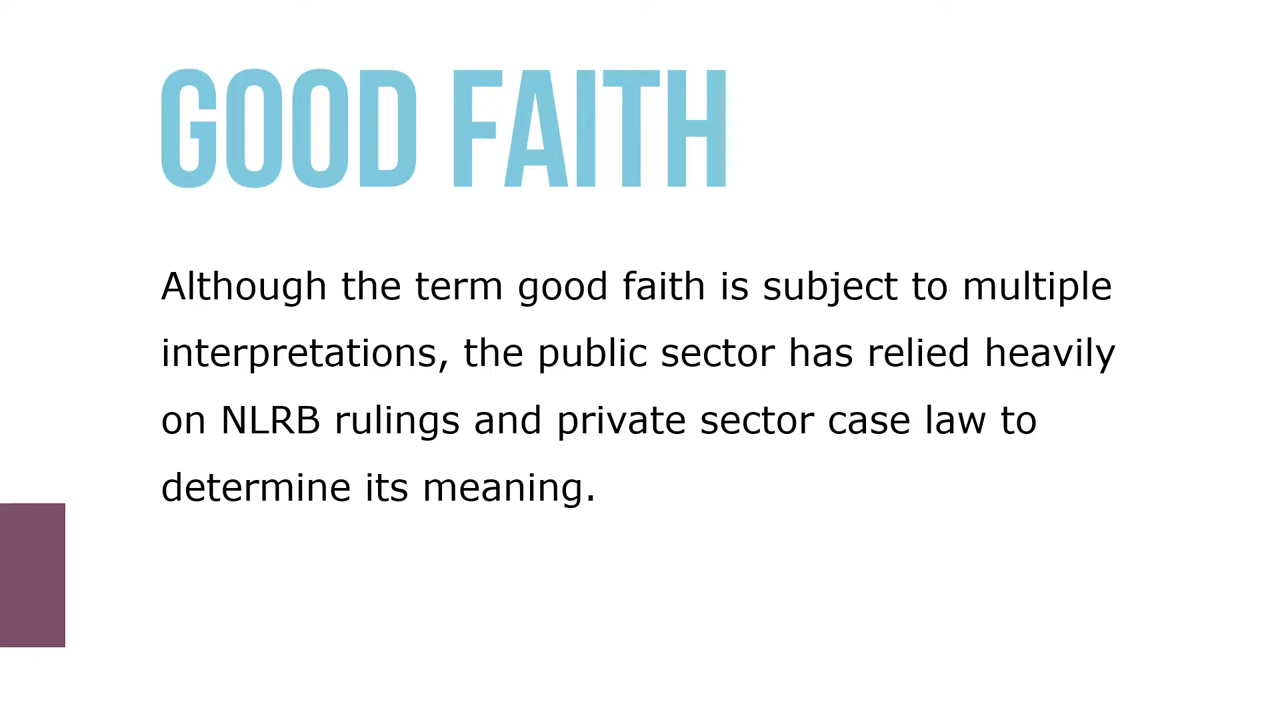 GOOD FAITH
Although the term good faith is subject to multiple
interpretations, the public sector has relied heavily
on NLRB rulings and private sector case law to
determine its meaning.